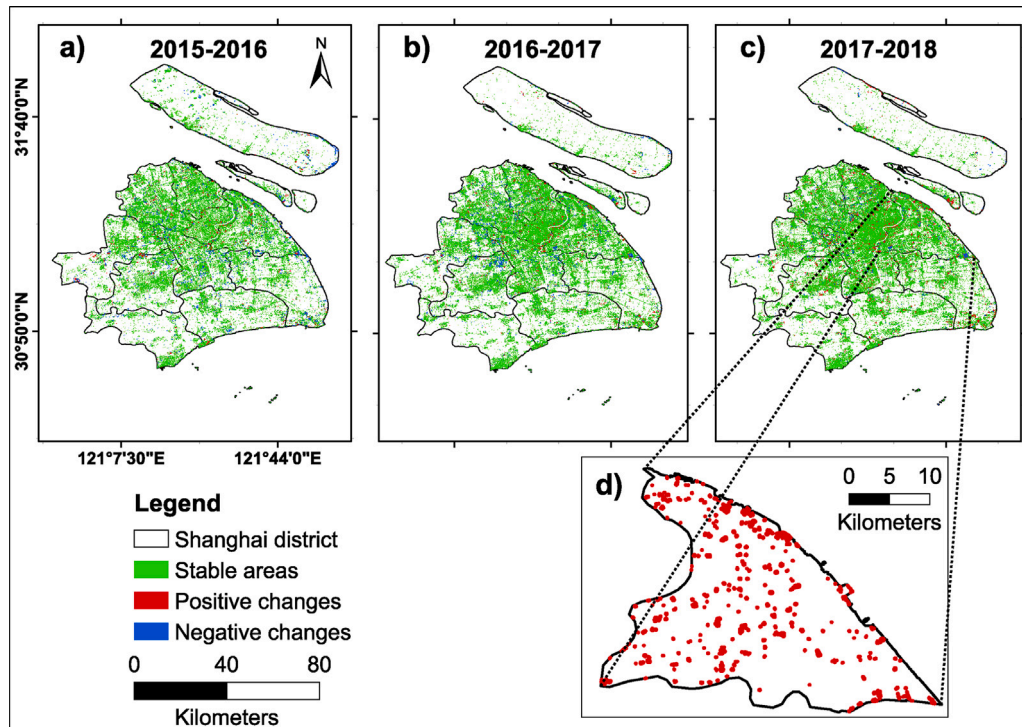 a) 2015-2016
N
b) 2016-2017
c) 2017-2018
31°40'0"N
30°50'0"N
121°7'30"E 121°44'0"E
Legend
Shanghai district
Stable areas
Positive changes
Negative changes
0 40 80
Kilometers
d)
0 5 10
Kilometers